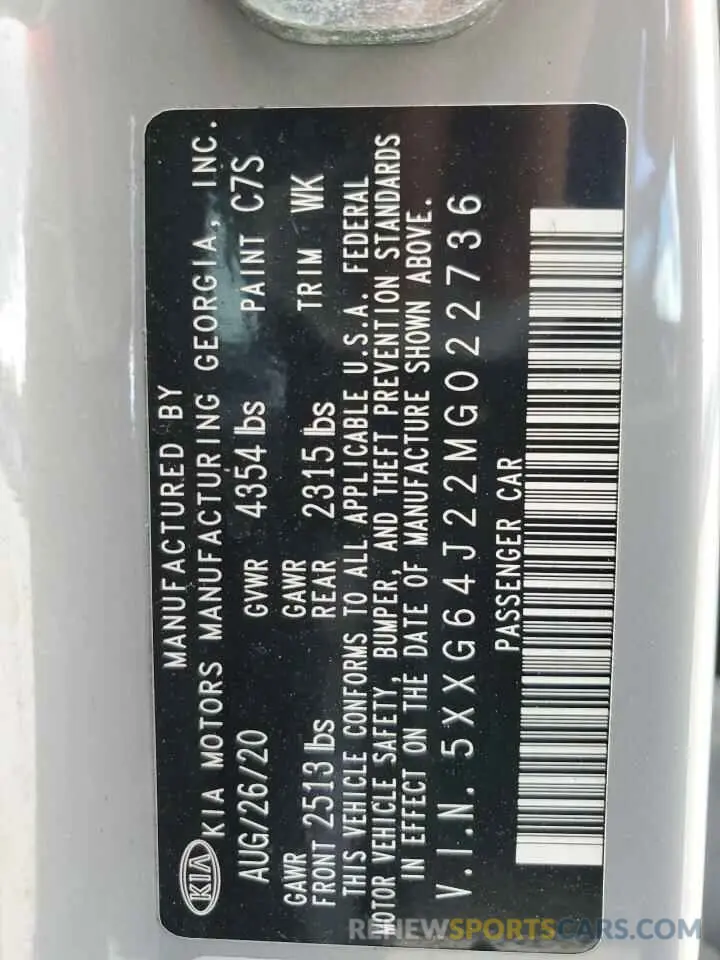 MANUFACTURED BY
KIA KIA MOTORS MANUFACTURING GEORGIA, INC.
AUG/26/20 GVWR 4354 lbs PAINT C7S
GAWR GAWR
FRONT 2513 lbs REAR 2315 lbs TRIM WK
THIS VEHICLE CONFORMS TO ALL APPLICABLE U.S.A. FEDERAL
MOTOR VEHICLE SAFETY, BUMPER, AND THEFT PREVENTION STANDARDS
IN EFFECT ON THE DATE OF MANUFACTURE SHOWN ABOVE.
V.I.N. 5XXG64J22MG022736
PASSENGER CAR
RENEWSPORTSCARS.COM